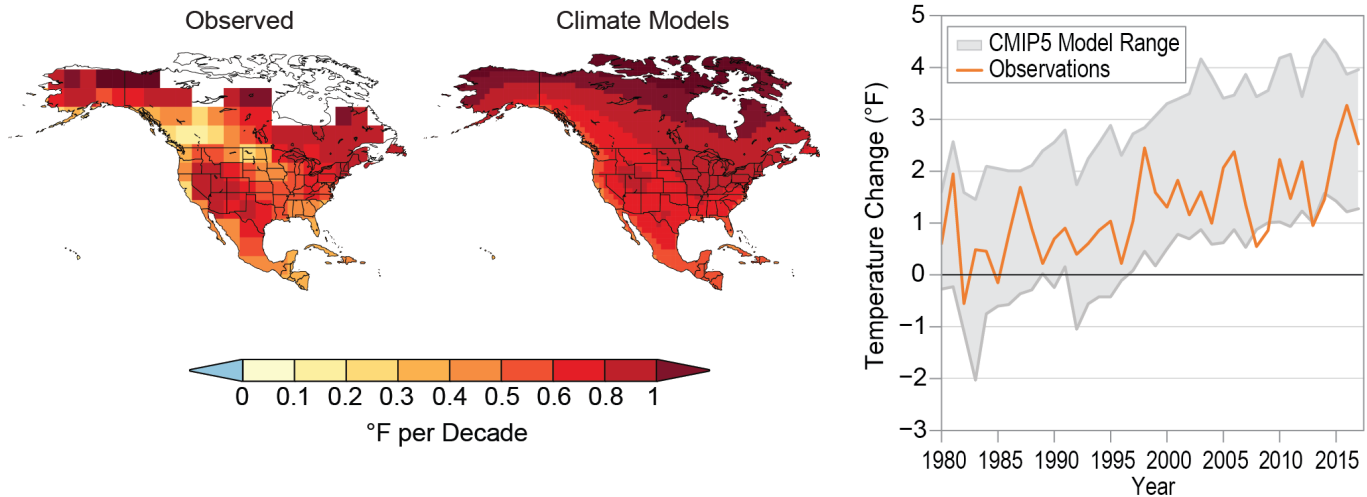 Observed
Climate Models
0 0.1 0.2 0.3 0.4 0.5 0.6 0.8 1
°F per Decade
Temperature Change (°F)
5
4
3
2
1
0
−1
−2
−3
CMIP5 Model Range
Observations
1980 1985 1990 1995 2000 2005 2010 2015
Year